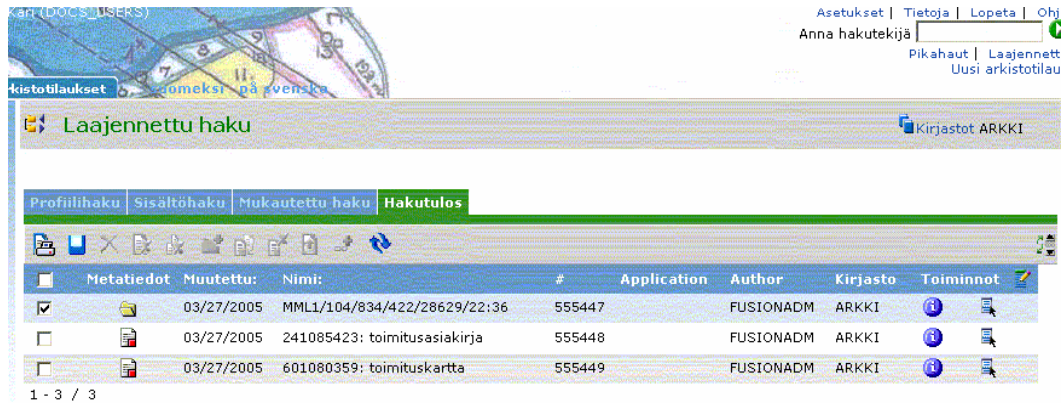 Kari (DOCS_USERS)
Asetukset | Tietoja | Lopeta | Ohj
Anna hakutekijä
Pikahaut | Laajennett
Uusi arkistotilau
rkistotilaukset suomeksi på svenska
Laajennettu haku
Kirjastot ARKKI
Profiilihaku Sisältöhaku Mukautettu haku Hakutulos
Metatiedot Muutettu: Nimi: # Application Author Kirjasto Toiminnot
03/27/2005 MML1/104/834/422/28629/22:36 555447 FUSIONADM ARKKI
03/27/2005 241085423: toimitusasiakirja 555448 FUSIONADM ARKKI
03/27/2005 601080359: toimituskartta 555449 FUSIONADM ARKKI
1 - 3 / 3